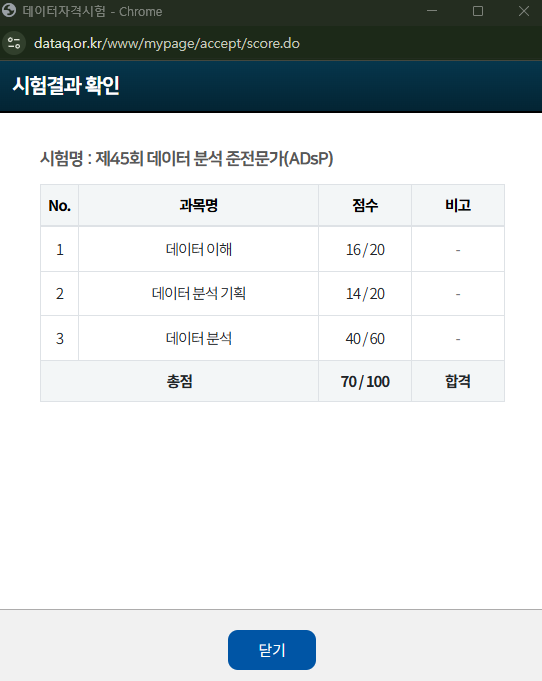 데이터자격시험 - Chrome
dataq.or.kr/www/mypage/accept/score.do
시험결과 확인
시험명 : 제45회 데이터 분석 준전문가(ADsP)
No. 과목명 점수 비고
1 데이터 이해 16 / 20 -
2 데이터 분석 기획 14 / 20 -
3 데이터 분석 40 / 60 -
총점 70 / 100 합격
닫기